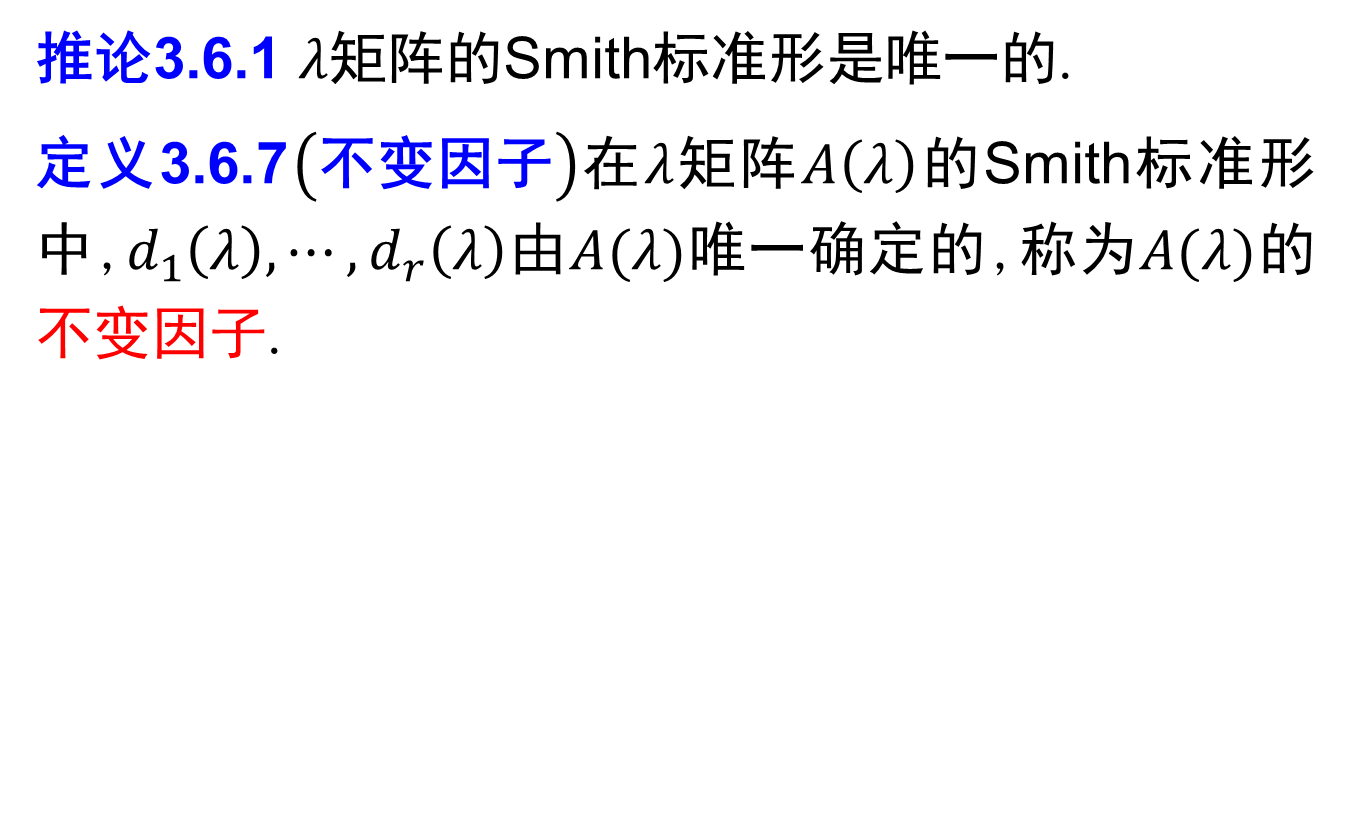 推论3.6.1 λ矩阵的Smith标准形是唯一的.
定义3.6.7(不变因子)在λ矩阵A(λ)的Smith标准形
中,d₁(λ),⋯,dᵣ(λ)由A(λ)唯一确定的,称为A(λ)的
不变因子.